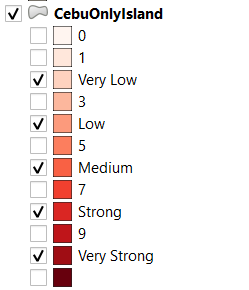 CebuOnlyIsland
0
1
Very Low
3
Low
5
Medium
7
Strong
9
Very Strong